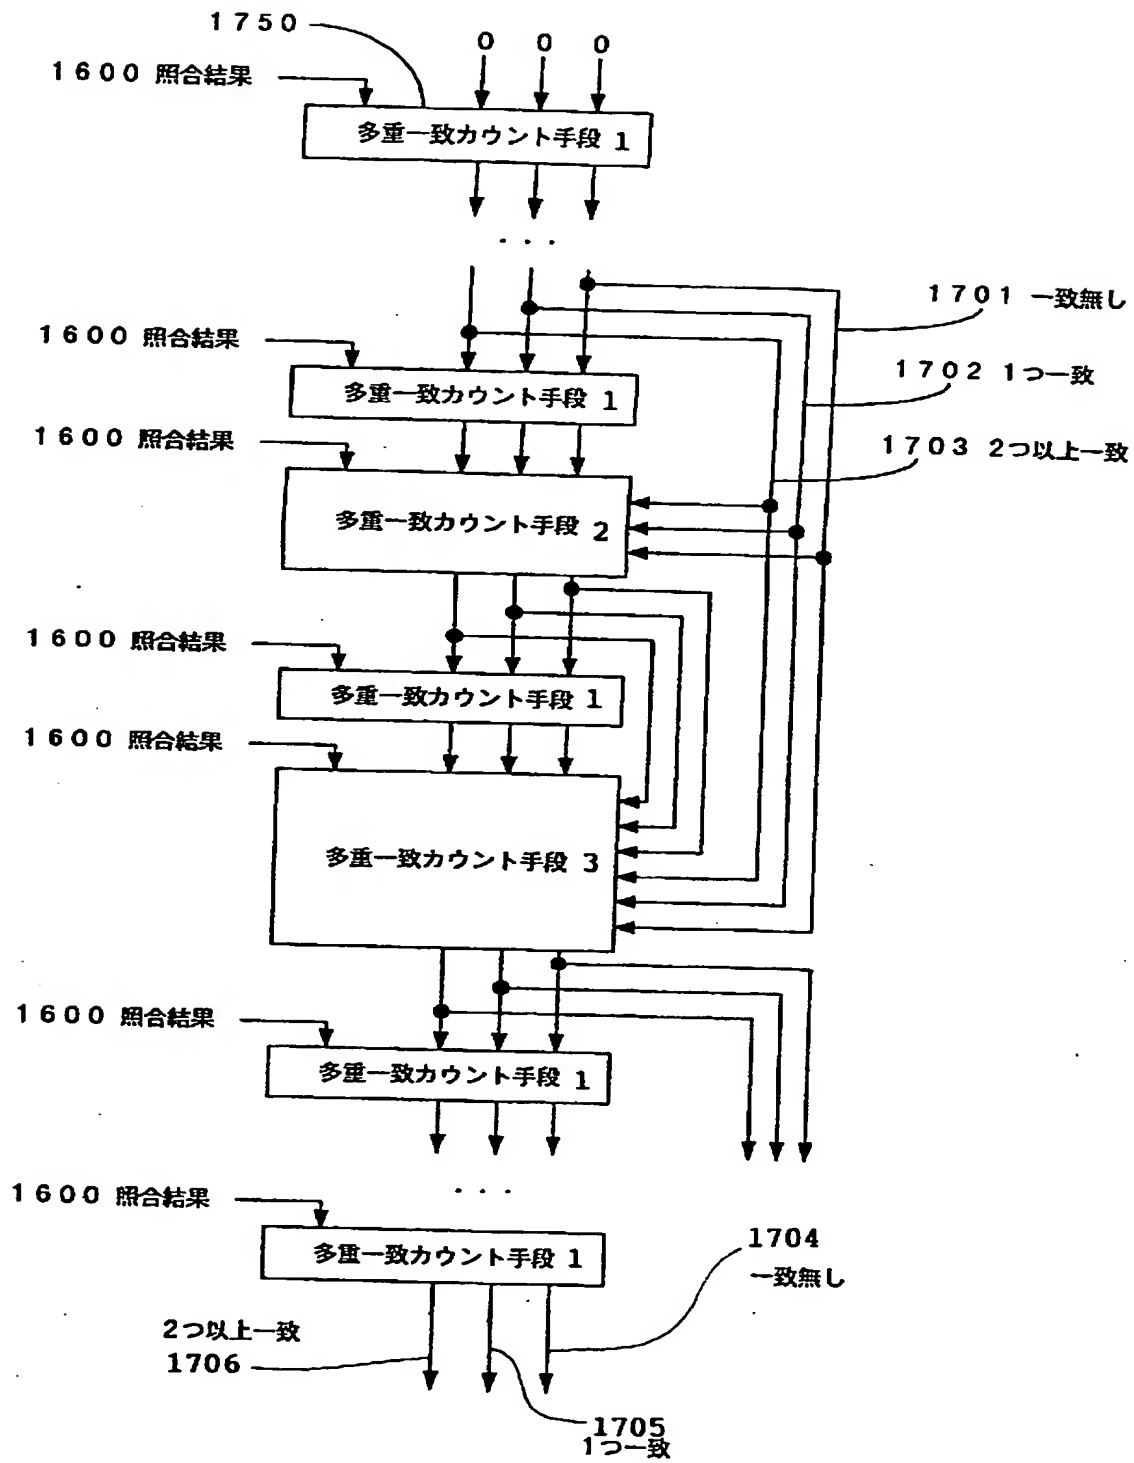 1750
0 0 0
1600 照合結果
多重一致カウント手段 1
. . .
1701 一致無し
1600 照合結果
1702 1つ一致
多重一致カウント手段 1
1600 照合結果
1703 2つ以上一致
多重一致カウント手段 2
1600 照合結果
多重一致カウント手段 1
1600 照合結果
多重一致カウント手段 3
1600 照合結果
多重一致カウント手段 1
. . .
1600 照合結果
多重一致カウント手段 1
1704
一致無し
2つ以上一致
1706
1705
1つ一致